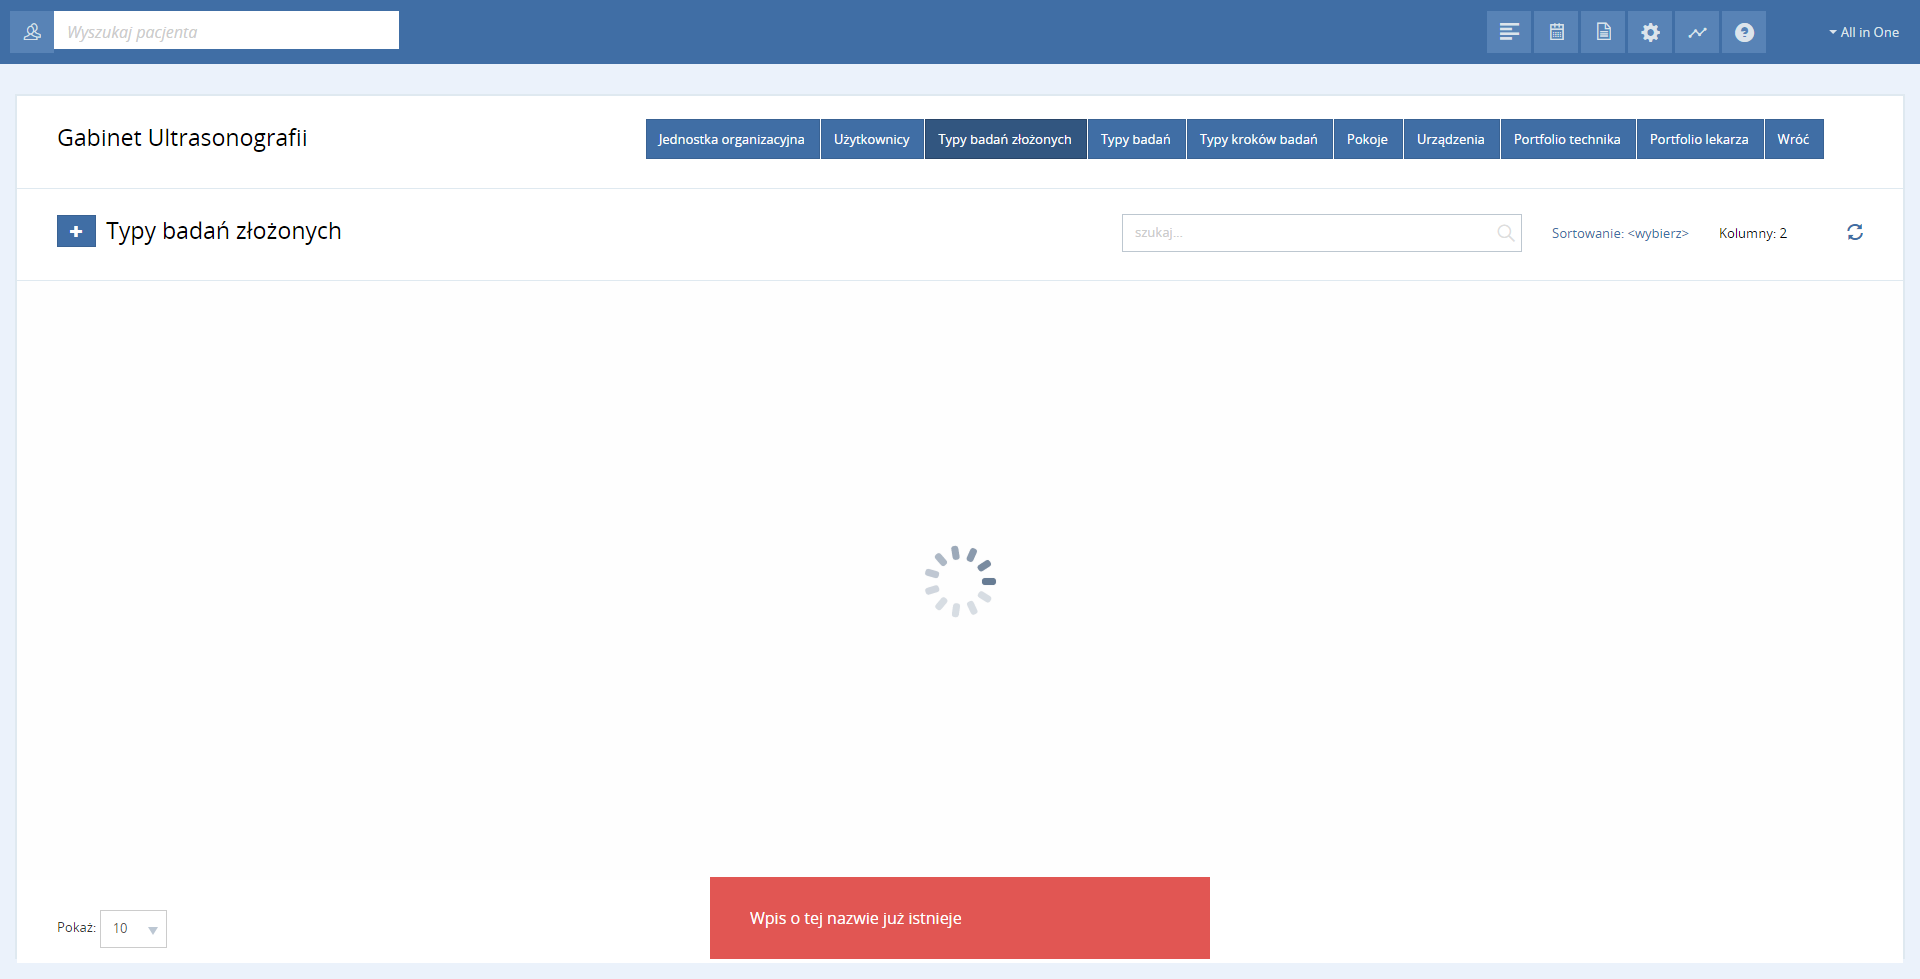 Wyszukaj pacjenta
All in One
Gabinet Ultrasonografii
Jednostka organizacyjna
Użytkownicy
Typy badań złożonych
Typy badań
Typy kroków badań
Pokoje
Urządzenia
Portfolio technika
Portfolio lekarza
Wróć
Typy badań złożonych
szukaj...
Sortowanie: <wybierz>
Kolumny: 2
Wpis o tej nazwie już istnieje
Pokaż: 10